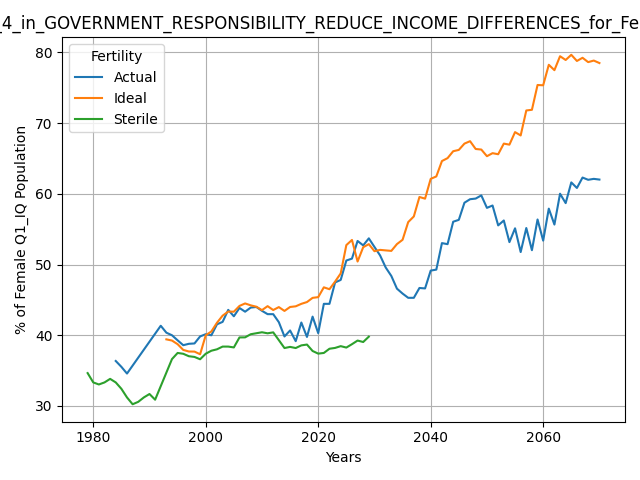 _4_in_GOVERNMENT_RESPONSIBILITY_REDUCE_INCOME_DIFFERENCES_for_Fe
Fertility
Actual
Ideal
Sterile
% of Female Q1_IQ Population
80
70
60
50
40
30
1980 2000 2020 2040 2060
Years